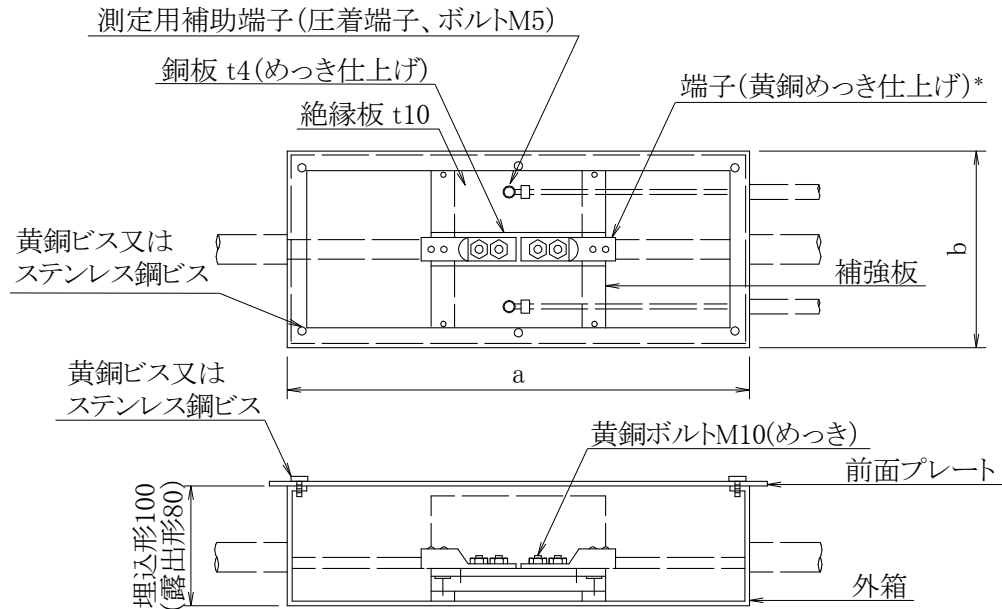 測定用補助端子(圧着端子、ボルトM5)
銅板 t4(めっき仕上げ)
端子(黄銅めっき仕上げ)*
絶縁板 t10
黄銅ビス又は
ステンレス鋼ビス
補強板
b
a
黄銅ビス又は
ステンレス鋼ビス
黄銅ボルトM10(めっき)
前面プレート
埋込形100
(露出形80)
外箱